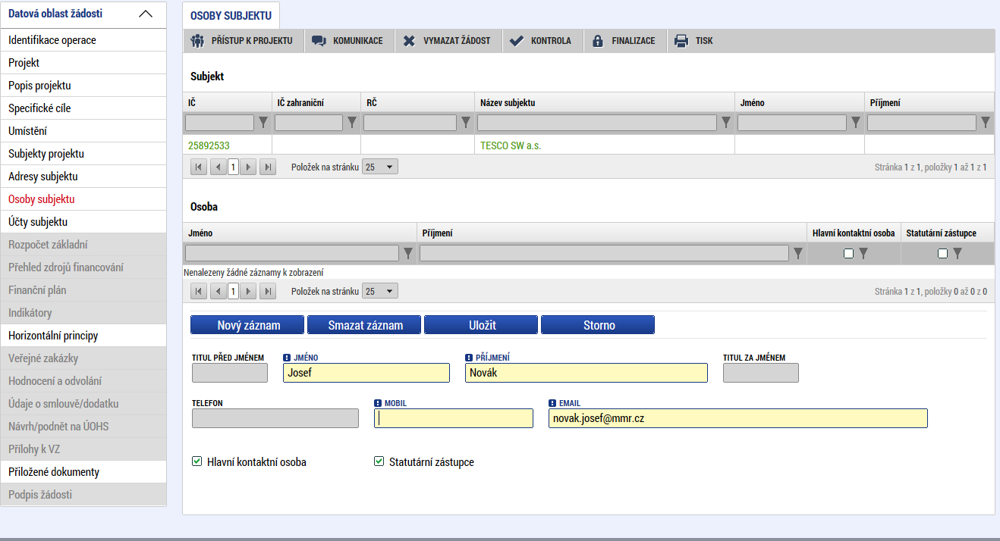 Datová oblast žádosti
Identifikace operace
Projekt
Popis projektu
Specifické cíle
Umístění
Subjekty projektu
Adresy subjektu
Osoby subjektu
Účty subjektu
Rozpočet základní
Přehled zdrojů financování
Finanční plán
Indikátory
Horizontální principy
Veřejné zakázky
Hodnocení a odvolání
Údaje o smlouvě/dodatku
Návrh/podnět na ÚOHS
Přílohy k VZ
Přiložené dokumenty
Podpis žádosti
OSOBY SUBJEKTU
PŘÍSTUP K PROJEKTU KOMUNIKACE VYMAZAT ŽÁDOST KONTROLA FINALIZACE TISK
Subjekt
IČ IČ zahraniční RČ Název subjektu Jméno Příjmení
25892533 TESCO SW a.s.
1 Položek na stránku 25 Stránka 1 z 1, položky 1 až 1 z 1
Osoba
Jméno Příjmení Hlavní kontaktní osoba Statutární zástupce
Nenalezeny žádné záznamy k zobrazení
1 Položek na stránku 25 Stránka 1 z 1, položky 0 až 0 z 0
Nový záznam Smazat záznam Uložit Storno
TITUL PŘED JMÉNEM JMÉNO PŘÍJMENÍ TITUL ZA JMÉNEM
Josef Novák
TELEFON MOBIL EMAIL
novak.josef@mmr.cz
Hlavní kontaktní osoba Statutární zástupce